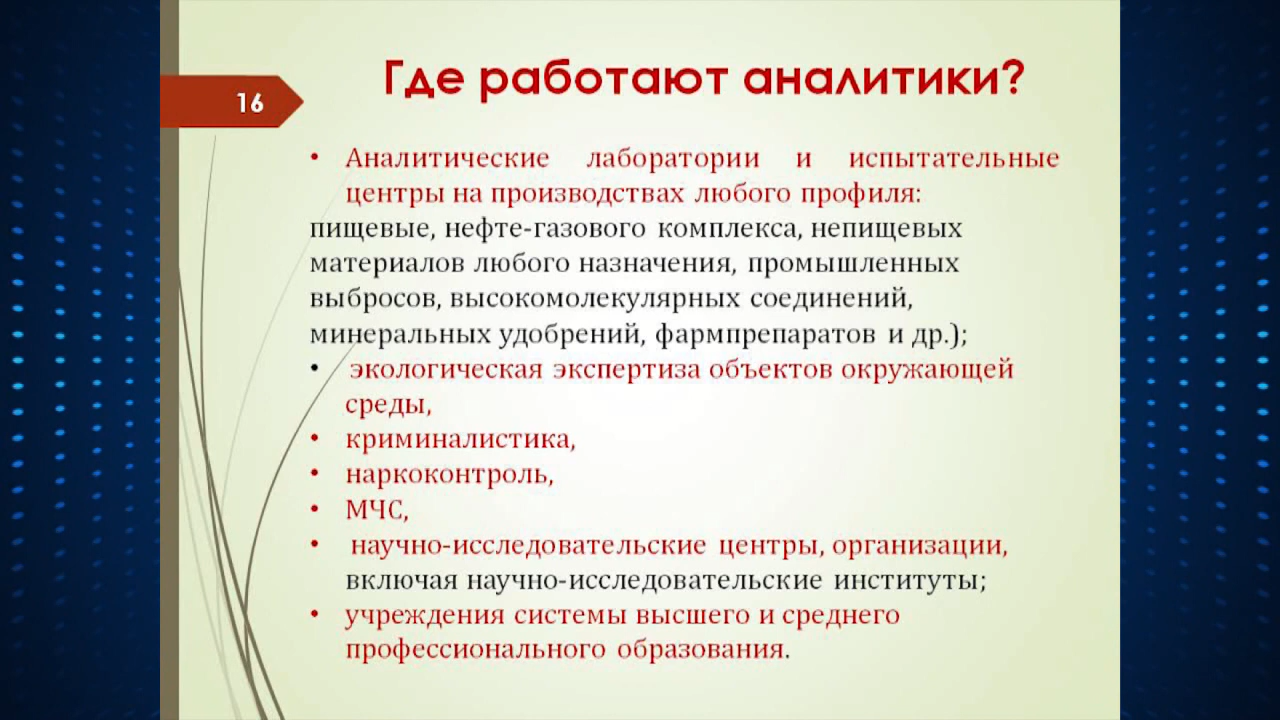 16
Где работают аналитики?
• Аналитические лаборатории и испытательные
центры на производствах любого профиля:
пищевые, нефте-газового комплекса, непищевых
материалов любого назначения, промышленных
выбросов, высокомолекулярных соединений,
минеральных удобрений, фармпрепаратов и др.);
• экологическая экспертиза объектов окружающей
среды,
• криминалистика,
• наркоконтроль,
• МЧС,
• научно-исследовательские центры, организации,
включая научно-исследовательские институты;
• учреждения системы высшего и среднего
профессионального образования.